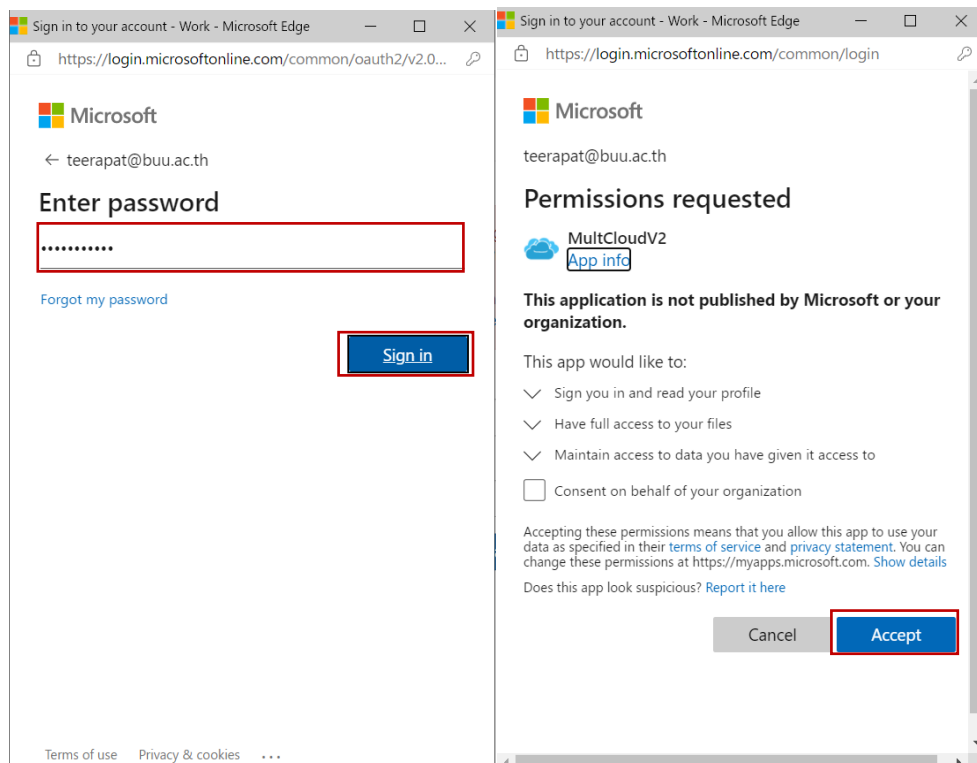 Sign in to your account - Work - Microsoft Edge
https://login.microsoftonline.com/common/oauth2/v2.0...
Microsoft
teerapat@buu.ac.th
Enter password
•••••••••••
Forgot my password
Sign in
Terms of use Privacy & cookies ...
Sign in to your account - Work - Microsoft Edge
https://login.microsoftonline.com/common/login
Microsoft
teerapat@buu.ac.th
Permissions requested
MultCloudV2
App info
This application is not published by Microsoft or your
organization.
This app would like to:
Sign you in and read your profile
Have full access to your files
Maintain access to data you have given it access to
Consent on behalf of your organization
Accepting these permissions means that you allow this app to use your
data as specified in their terms of service and privacy statement. You can
change these permissions at https://myapps.microsoft.com. Show details
Does this app look suspicious? Report it here
Cancel
Accept